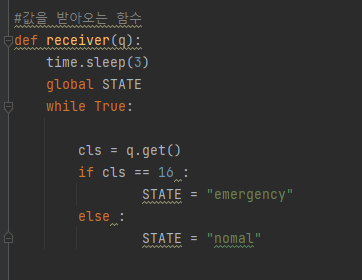 #값을 받아오는 함수
def receiver(q):
    time.sleep(3)
    global STATE
    while True:

        cls = q.get()
        if cls == 16 :
                STATE = "emergency"
        else :
                STATE = "nomal"